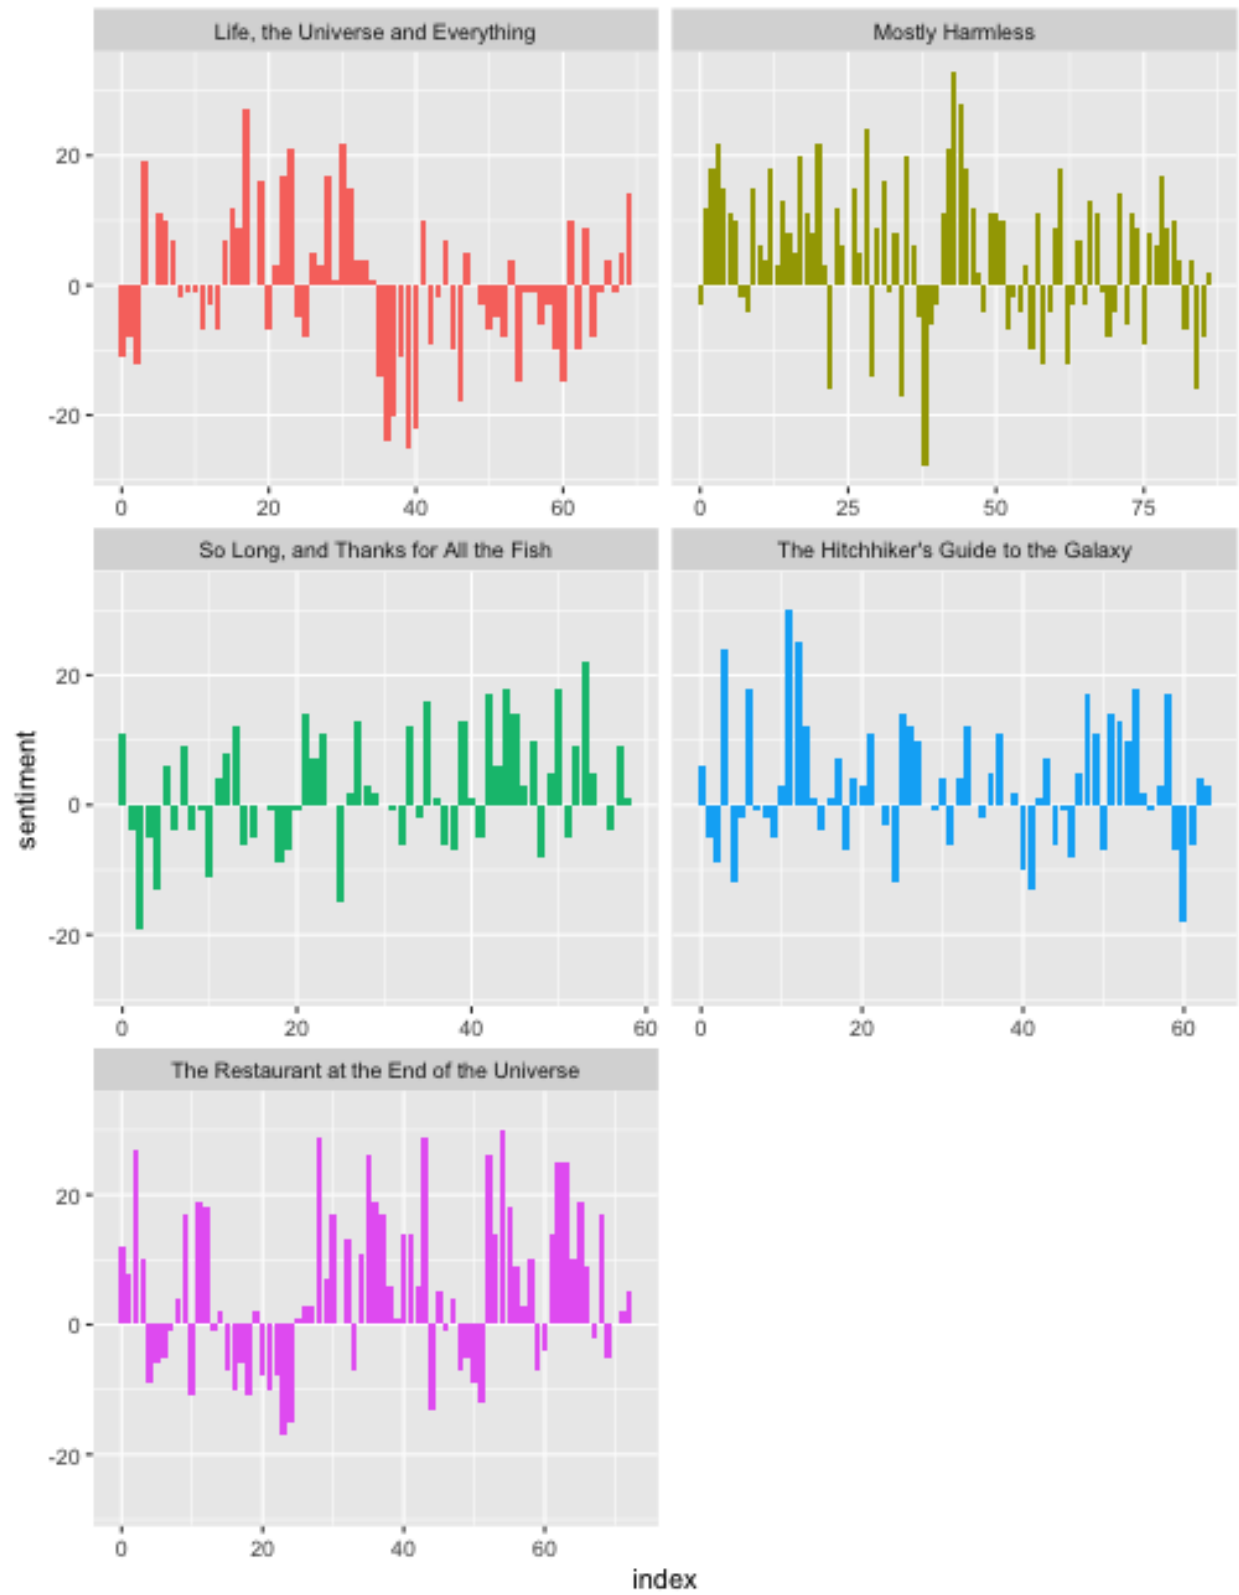 Life, the Universe and Everything
Mostly Harmless
20
0
-20
0 20 40 60
0 25 50 75
So Long, and Thanks for All the Fish
The Hitchhiker's Guide to the Galaxy
sentiment
20
0
-20
0 20 40 60
0 20 40 60
The Restaurant at the End of the Universe
20
0
-20
0 20 40 60
index